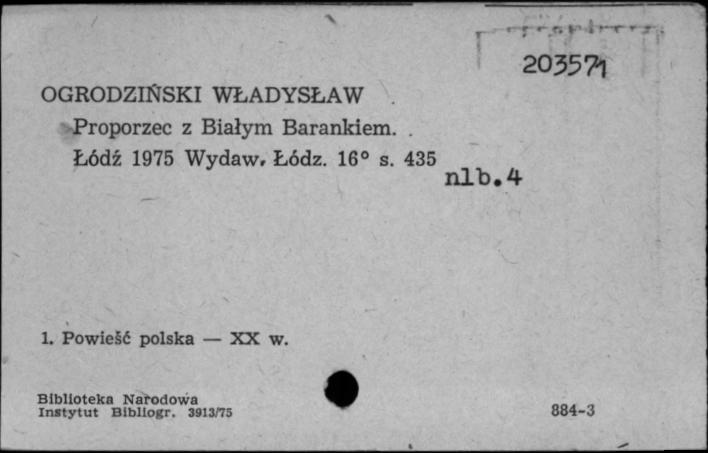 203571
OGRODZIŃSKI WŁADYSŁAW
Proporzec z Białym Barankiem.
Łódź 1975 Wydaw. Łódz. 16° s. 435
nlb.4
1. Powieść polska — XX w.
Biblioteka Narodowa
Instytut Bibliogr. 3913/75
884-3